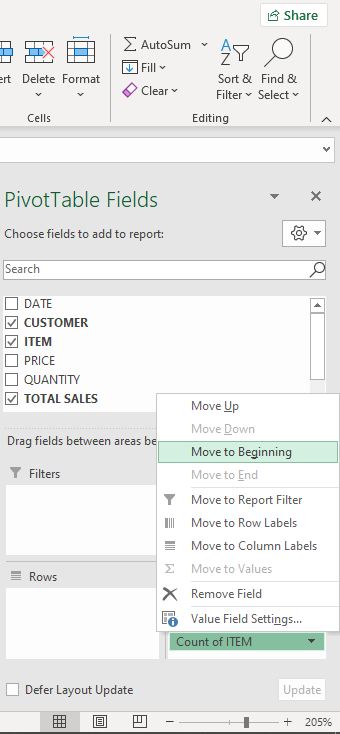 Share
AutoSum
Fill
Clear
ert
Delete
Format
Sort &
Filter
Find &
Select
Cells
Editing
PivotTable Fields
Choose fields to add to report:
Search
DATE
CUSTOMER
ITEM
PRICE
QUANTITY
TOTAL SALES
Drag fields between areas be
Filters
Rows
Move Up
Move Down
Move to Beginning
Move to End
Move to Report Filter
Move to Row Labels
Move to Column Labels
Move to Values
Remove Field
Value Field Settings...
Count of ITEM
Defer Layout Update
Update
205%